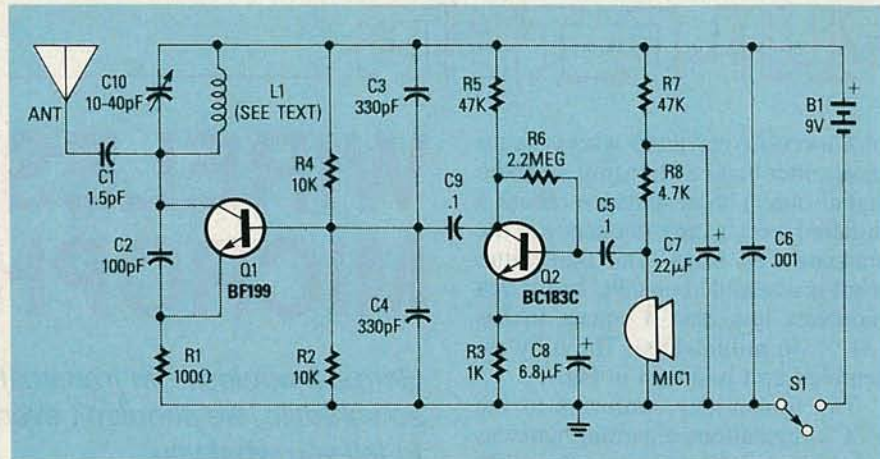 ANT
C10
10-40pF
L1
(SEE TEXT)
C1
1.5pF
C2
100pF
R1
100Ω
Q1
BF199
R4
10K
R2
10K
C3
330pF
C4
330pF
C9
.1
R5
47K
R6
2.2MEG
Q2
BC183C
R3
1K
C8
6.8µF
C5
.1
R7
47K
R8
4.7K
C7
22µF
MIC1
C6
.001
B1
9V
S1